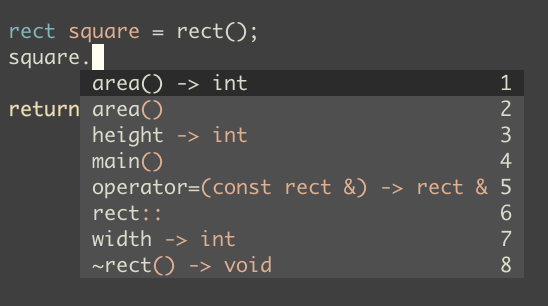 rect square = rect();
square.
area() -> int 1
return area() 2
height -> int 3
main() 4
operator=(const rect &) -> rect & 5
rect:: 6
width -> int 7
~rect() -> void 8